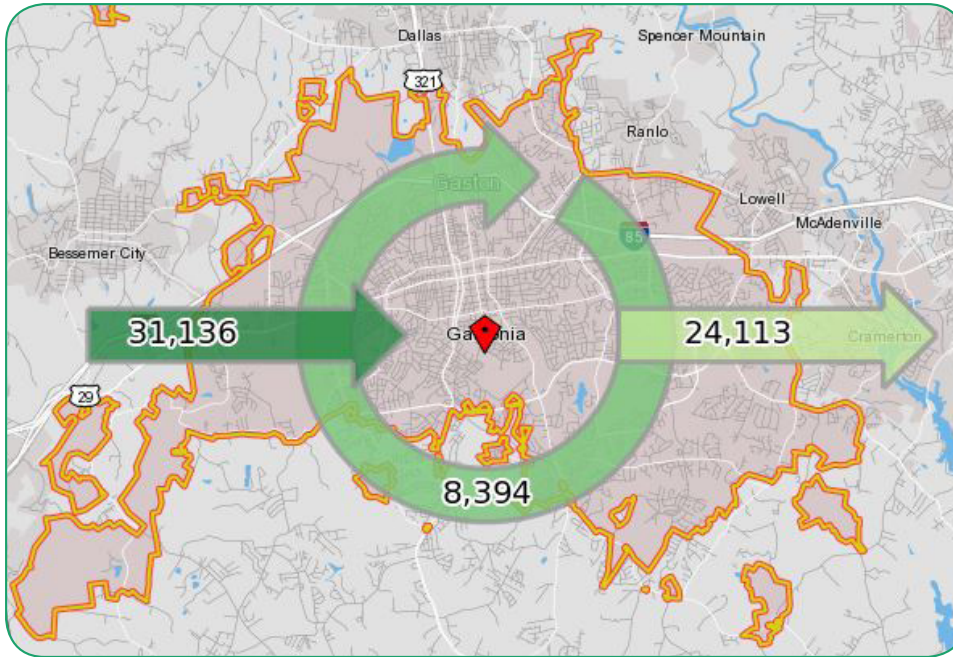 Dallas
Spencer Mountain
321
Ranlo
Gaston
Lowell
McAdenville
85
Bessemer City
31,136
24,113
Cramerton
29
8,394